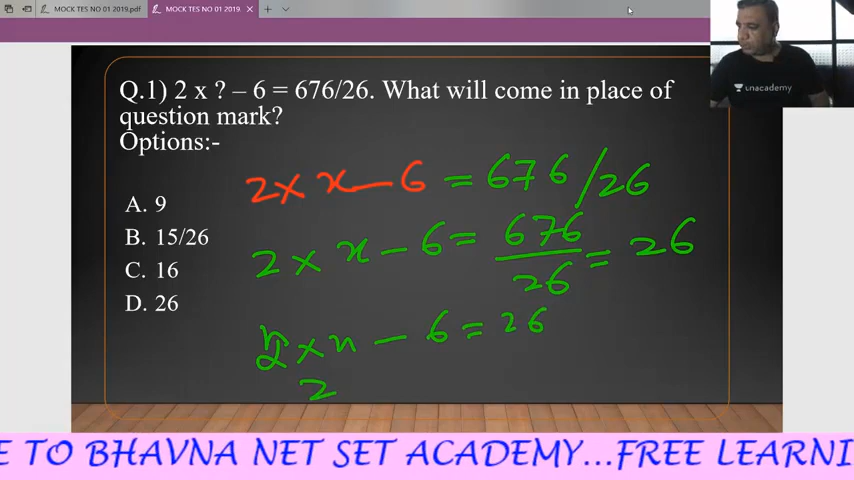 MOCK TES NO 01 2019.pdf
MOCK TES NO 01 2019.
unacademy
Q.1) 2 x ? – 6 = 676/26. What will come in place of
question mark?
Options:-
A. 9
B. 15/26
C. 16
D. 26
2 × x – 6 = 676/26
2 × x – 6 = 676/26 = 26
2 × x – 6 = 26
2
E TO BHAVNA NET SET ACADEMY...FREE LEARNI